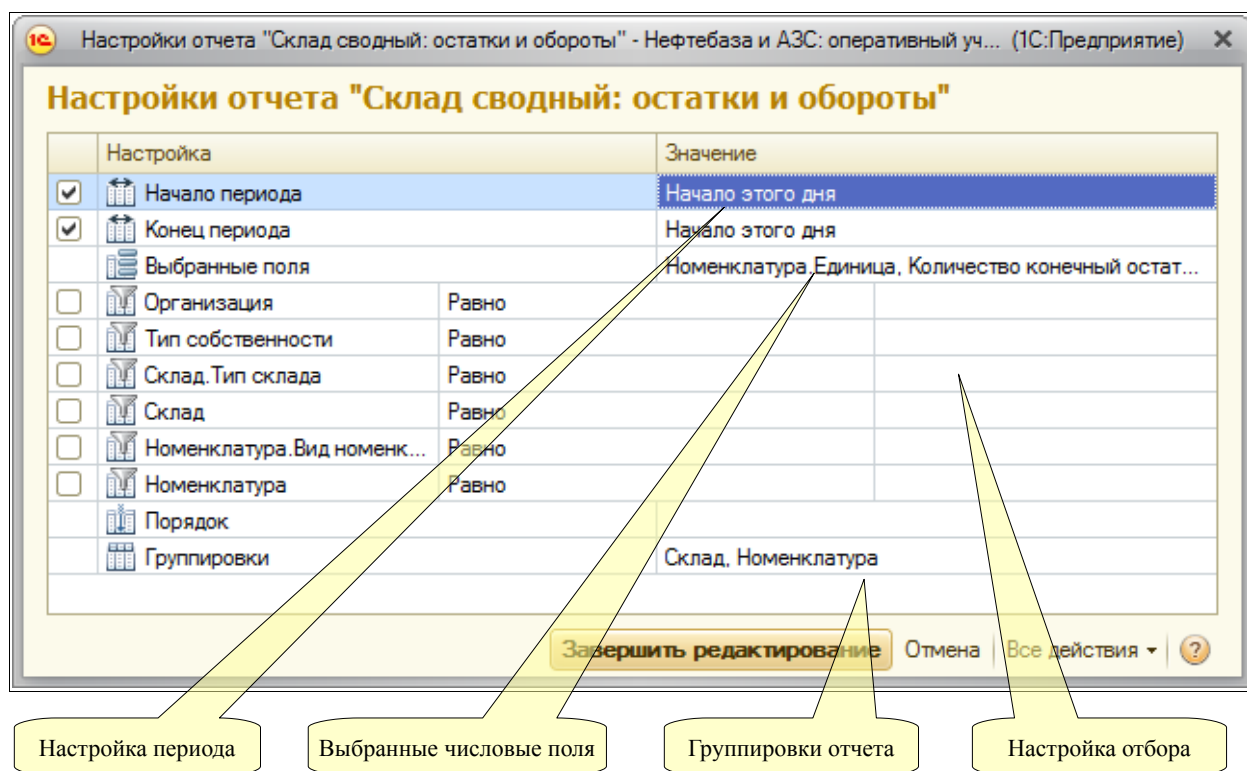 1С Настройки отчета "Склад сводный: остатки и обороты" - Нефтебаза и АЗС: оперативный уч... (1С:Предприятие)
Настройки отчета "Склад сводный: остатки и обороты"
Настройка Значение
Начало периода Начало этого дня
Конец периода Начало этого дня
Выбранные поля Номенклатура.Единица, Количество конечный остат...
Организация Равно
Тип собственности Равно
Склад.Тип склада Равно
Склад Равно
Номенклатура.Вид номенк... Равно
Номенклатура Равно
Порядок
Группировки Склад, Номенклатура
Завершить редактирование Отмена Все действия ?
Настройка периода Выбранные числовые поля Группировки отчета Настройка отбора